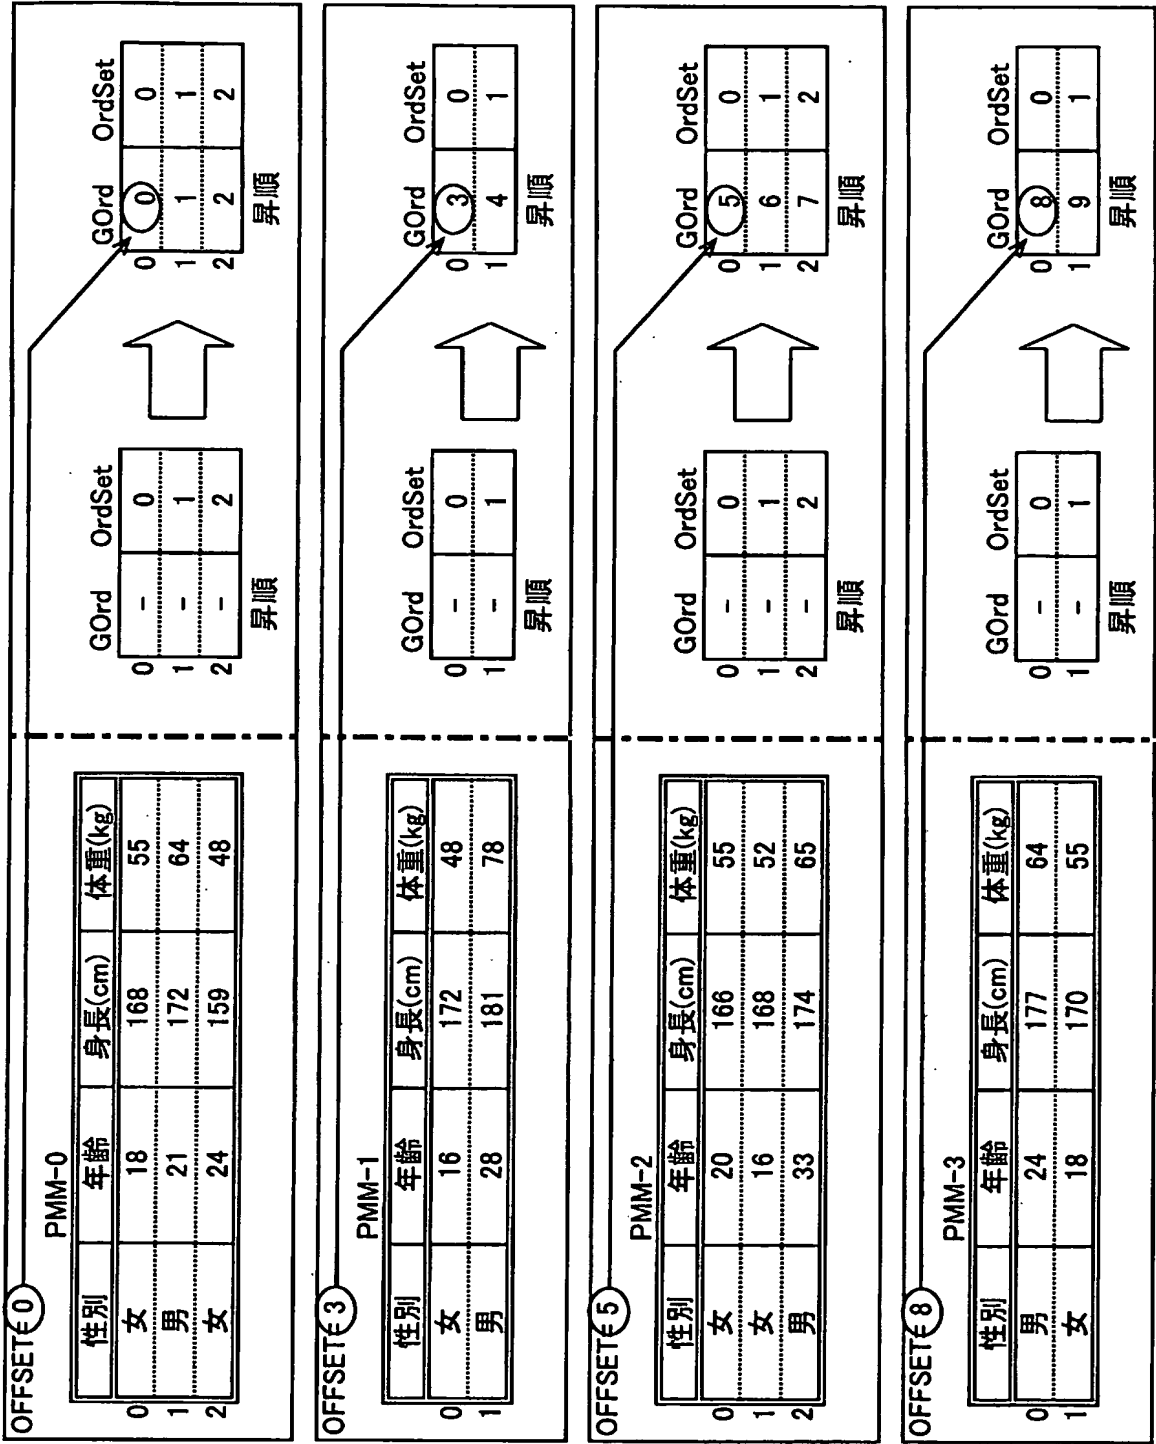 OFFSET= 0
PMM-0
性別 年齢 身長(cm) 体重(kg)
0 女 18 168 55
1 男 21 172 64
2 女 24 159 48
GOrd OrdSet
0 - 0
1 - 1
2 - 2
昇順
GOrd OrdSet
0 0 0
1 1 1
2 2 2
昇順
OFFSET= 3
PMM-1
性別 年齢 身長(cm) 体重(kg)
0 女 16 172 48
1 男 28 181 78
GOrd OrdSet
0 - 0
1 - 1
昇順
GOrd OrdSet
0 3 0
1 4 1
昇順
OFFSET= 5
PMM-2
性別 年齢 身長(cm) 体重(kg)
0 女 20 166 55
1 女 16 168 52
2 男 33 174 65
GOrd OrdSet
0 - 0
1 - 1
2 - 2
昇順
GOrd OrdSet
0 5 0
1 6 1
2 7 2
昇順
OFFSET= 8
PMM-3
性別 年齢 身長(cm) 体重(kg)
0 男 24 177 64
1 女 18 170 55
GOrd OrdSet
0 - 0
1 - 1
昇順
GOrd OrdSet
0 8 0
1 9 1
昇順